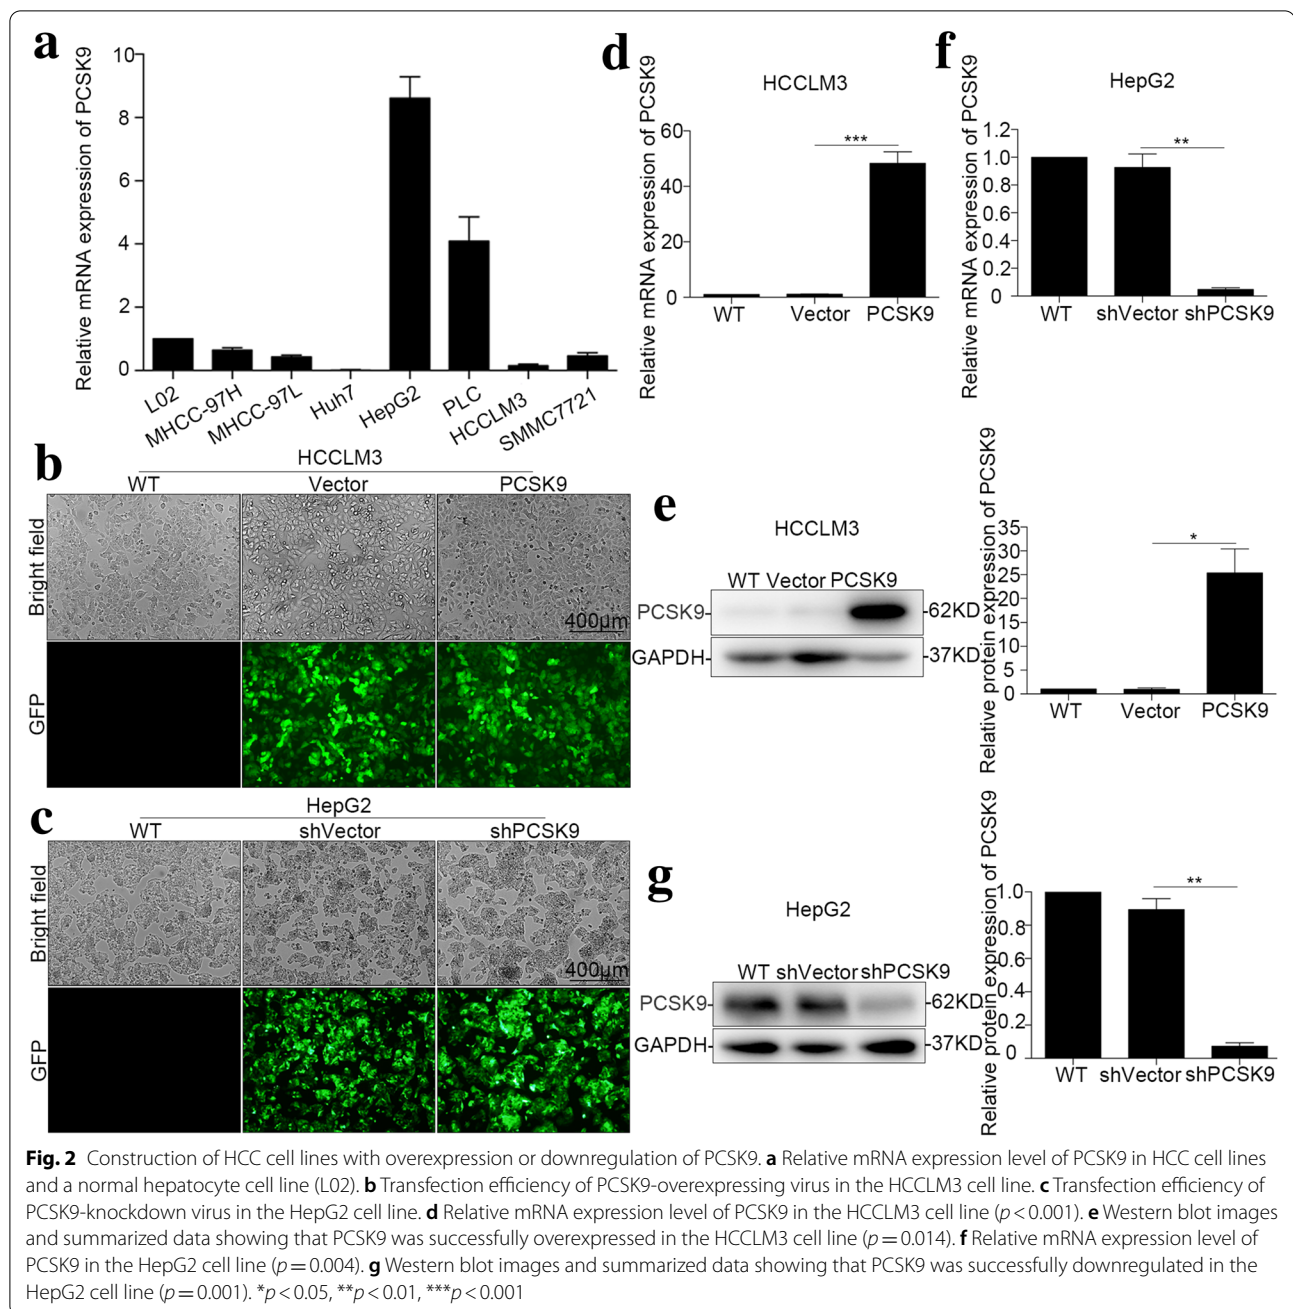 a
Relative mRNA expression of PCSK9
10
8
6
4
2
0
L02
MHCC-97H
MHCC-97L
Huh7
HepG2
PLC
HCCLM3
SMMC7721
d
HCCLM3
Relative mRNA expression of PCSK9
60
40
20
0
***
WT Vector PCSK9
f
HepG2
Relative mRNA expression of PCSK9
1.2
1.0
0.8
0.6
0.4
0.2
0
**
WT shVector shPCSK9
b
HCCLM3
WT Vector PCSK9
Bright field
400μm
GFP
e
HCCLM3
WT Vector PCSK9
PCSK9- -62KD
GAPDH- -37KD
Relative protein expression of PCSK9
35
30
25
20
15
10
5
0
*
WT Vector PCSK9
c
HepG2
WT shVector shPCSK9
Bright field
400μm
GFP
g
HepG2
WT shVector shPCSK9
PCSK9- -62KD
GAPDH- -37KD
Relative protein expression of PCSK9
1.0
0.8
0.6
0.4
0.2
0
**
WT shVector shPCSK9
Fig. 2 Construction of HCC cell lines with overexpression or downregulation of PCSK9. a Relative mRNA expression level of PCSK9 in HCC cell lines
and a normal hepatocyte cell line (L02). b Transfection efficiency of PCSK9-overexpressing virus in the HCCLM3 cell line. c Transfection efficiency of
PCSK9-knockdown virus in the HepG2 cell line. d Relative mRNA expression level of PCSK9 in the HCCLM3 cell line (p < 0.001). e Western blot images
and summarized data showing that PCSK9 was successfully overexpressed in the HCCLM3 cell line (p = 0.014). f Relative mRNA expression level of
PCSK9 in the HepG2 cell line (p = 0.004). g Western blot images and summarized data showing that PCSK9 was successfully downregulated in the
HepG2 cell line (p = 0.001). *p < 0.05, **p < 0.01, ***p < 0.001